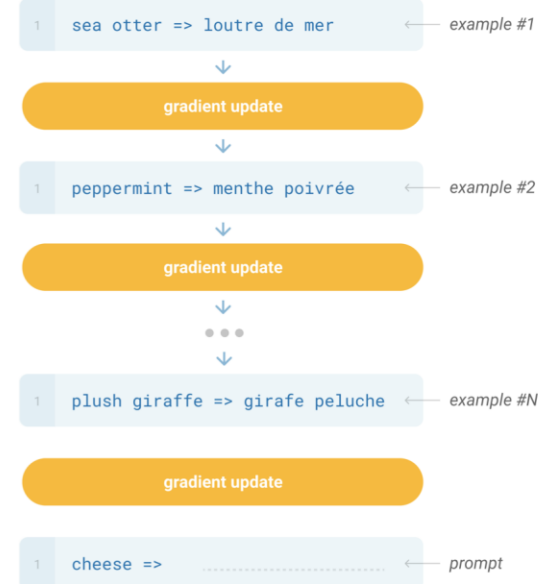 1 sea otter => loutre de mer example #1
gradient update
1 peppermint => menthe poivrée example #2
gradient update
1 plush giraffe => girafe peluche example #N
gradient update
1 cheese => prompt